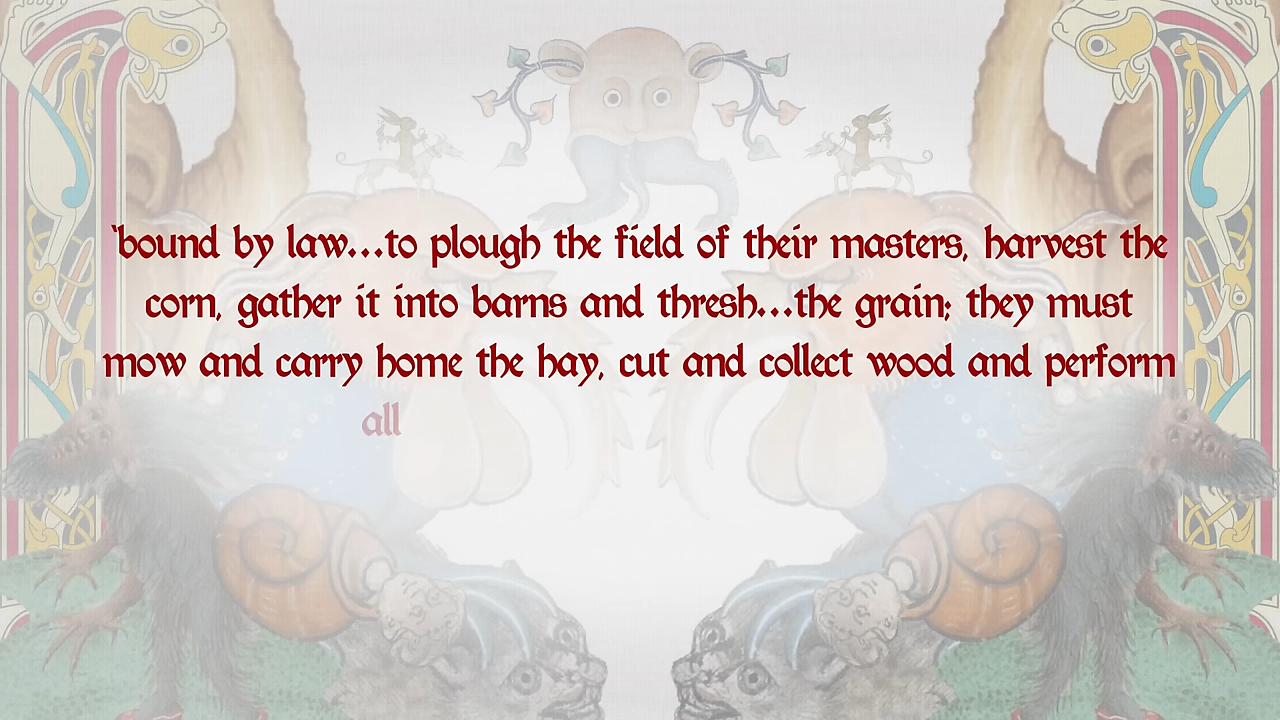 ‘bound by law...to plough the field of their masters, harvest the
corn, gather it into barns and thresh...the grain; they must
mow and carry home the hay, cut and collect wood and perform
all